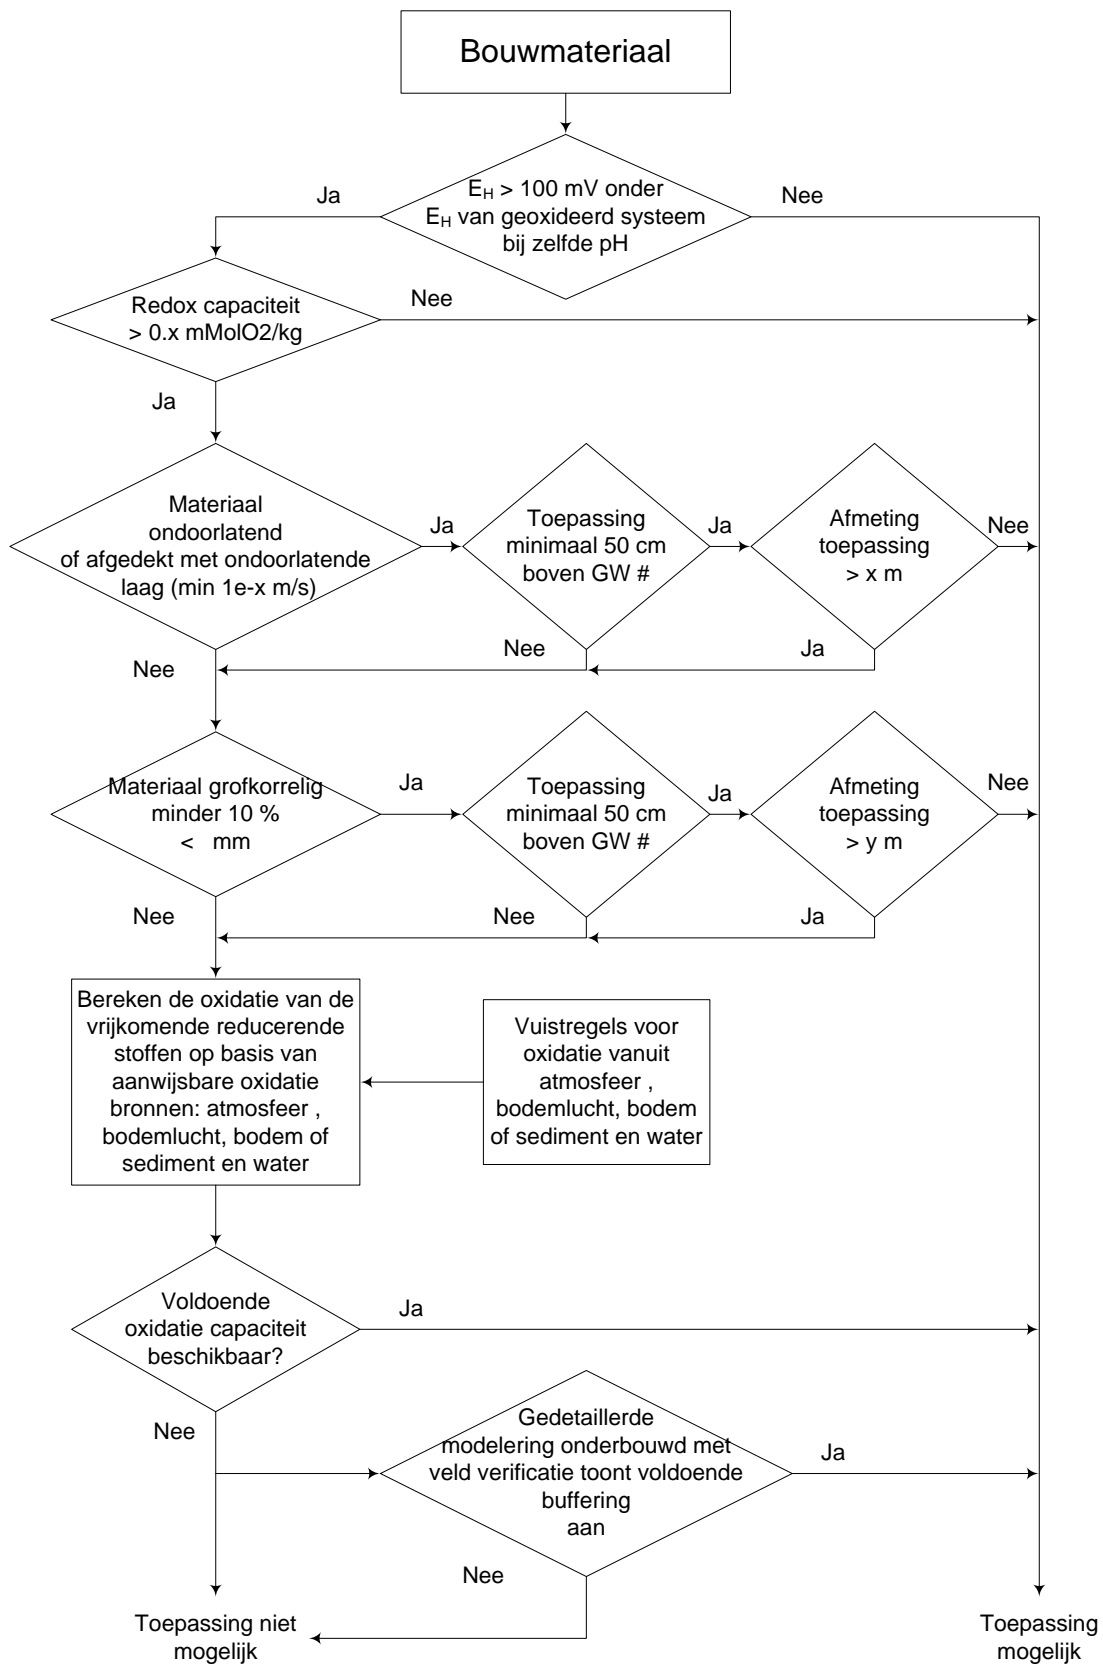 Bouwmateriaal
Ja
E_H > 100 mV onder
E_H van geoxideerd systeem
bij zelfde pH
Nee
Redox capaciteit
> 0.x mMolO2/kg
Nee
Ja
Materiaal
ondoorlatend
of afgedekt met ondoorlatende
laag (min 1e-x m/s)
Ja
Toepassing
minimaal 50 cm
boven GW #
Ja
Afmeting
toepassing
> x m
Nee
Nee
Nee
Ja
Materiaal grofkorrelig
minder 10 %
< mm
Ja
Toepassing
minimaal 50 cm
boven GW #
Ja
Afmeting
toepassing
> y m
Nee
Nee
Nee
Ja
Bereken de oxidatie van de
vrijkomende reducerende
stoffen op basis van
aanwijsbare oxidatie
bronnen: atmosfeer ,
bodemlucht, bodem of
sediment en water
Vuistregels voor
oxidatie vanuit
atmosfeer ,
bodemlucht, bodem
of sediment en water
Voldoende
oxidatie capaciteit
beschikbaar?
Ja
Nee
Gedetaillerde
modelering onderbouwd met
veld verificatie toont voldoende
buffering
aan
Ja
Nee
Toepassing niet
mogelijk
Toepassing
mogelijk